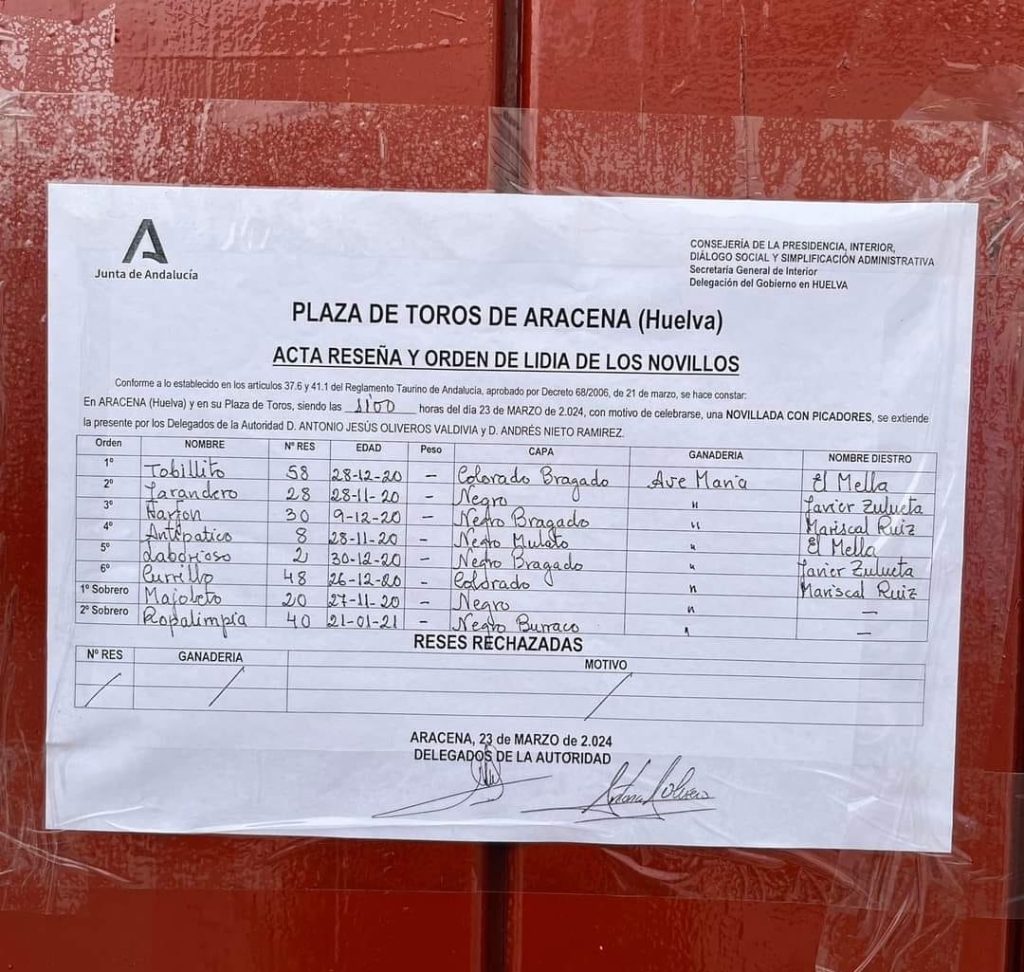 Junta de Andalucía
CONSEJERÍA DE LA PRESIDENCIA, INTERIOR,
DIÁLOGO SOCIAL Y SIMPLIFICACIÓN ADMINISTRATIVA
Secretaría General de Interior
Delegación del Gobierno en HUELVA
PLAZA DE TOROS DE ARACENA (Huelva)
ACTA RESEÑA Y ORDEN DE LIDIA DE LOS NOVILLOS
Conforme a lo establecido en los artículos 37.6 y 41.1 del Reglamento Taurino de Andalucía, aprobado por Decreto 68/2006, de 21 de marzo, se hace constar:
En ARACENA (Huelva) y en su Plaza de Toros, siendo las 11'00 horas del día 23 de MARZO de 2.024, con motivo de celebrarse, una NOVILLADA CON PICADORES, se extiende
la presente por los Delegados de la Autoridad D. ANTONIO JESÚS OLIVEROS VALDIVIA y D. ANDRÉS NIETO RAMIREZ.
Orden NOMBRE Nº RES EDAD Peso CAPA GANADERIA NOMBRE DIESTRO
1º Tobillito 58 28-12-20 - Colorado Bragado Ave María El Mella
2º Tarandero 28 28-11-20 - Negro " Javier Zulueta
3º 30 9-12-20 - Negro Bragado " Mariscal Ruiz
4º Antipatico 8 28-11-20 - Negro Mulato " El Mella
5º Laborioso 2 30-12-20 - Negro Bragado " Javier Zulueta
6º Currillo 48 26-12-20 - Colorado " Mariscal Ruiz
1º Sobrero Majoleto 20 27-11-20 - Negro " —
2º Sobrero Ropalimpia 40 21-01-21 - Negro Burraco " —
RESES RECHAZADAS
Nº RES GANADERIA MOTIVO
/ / /
ARACENA, 23 de MARZO de 2.024
DELEGADOS DE LA AUTORIDAD